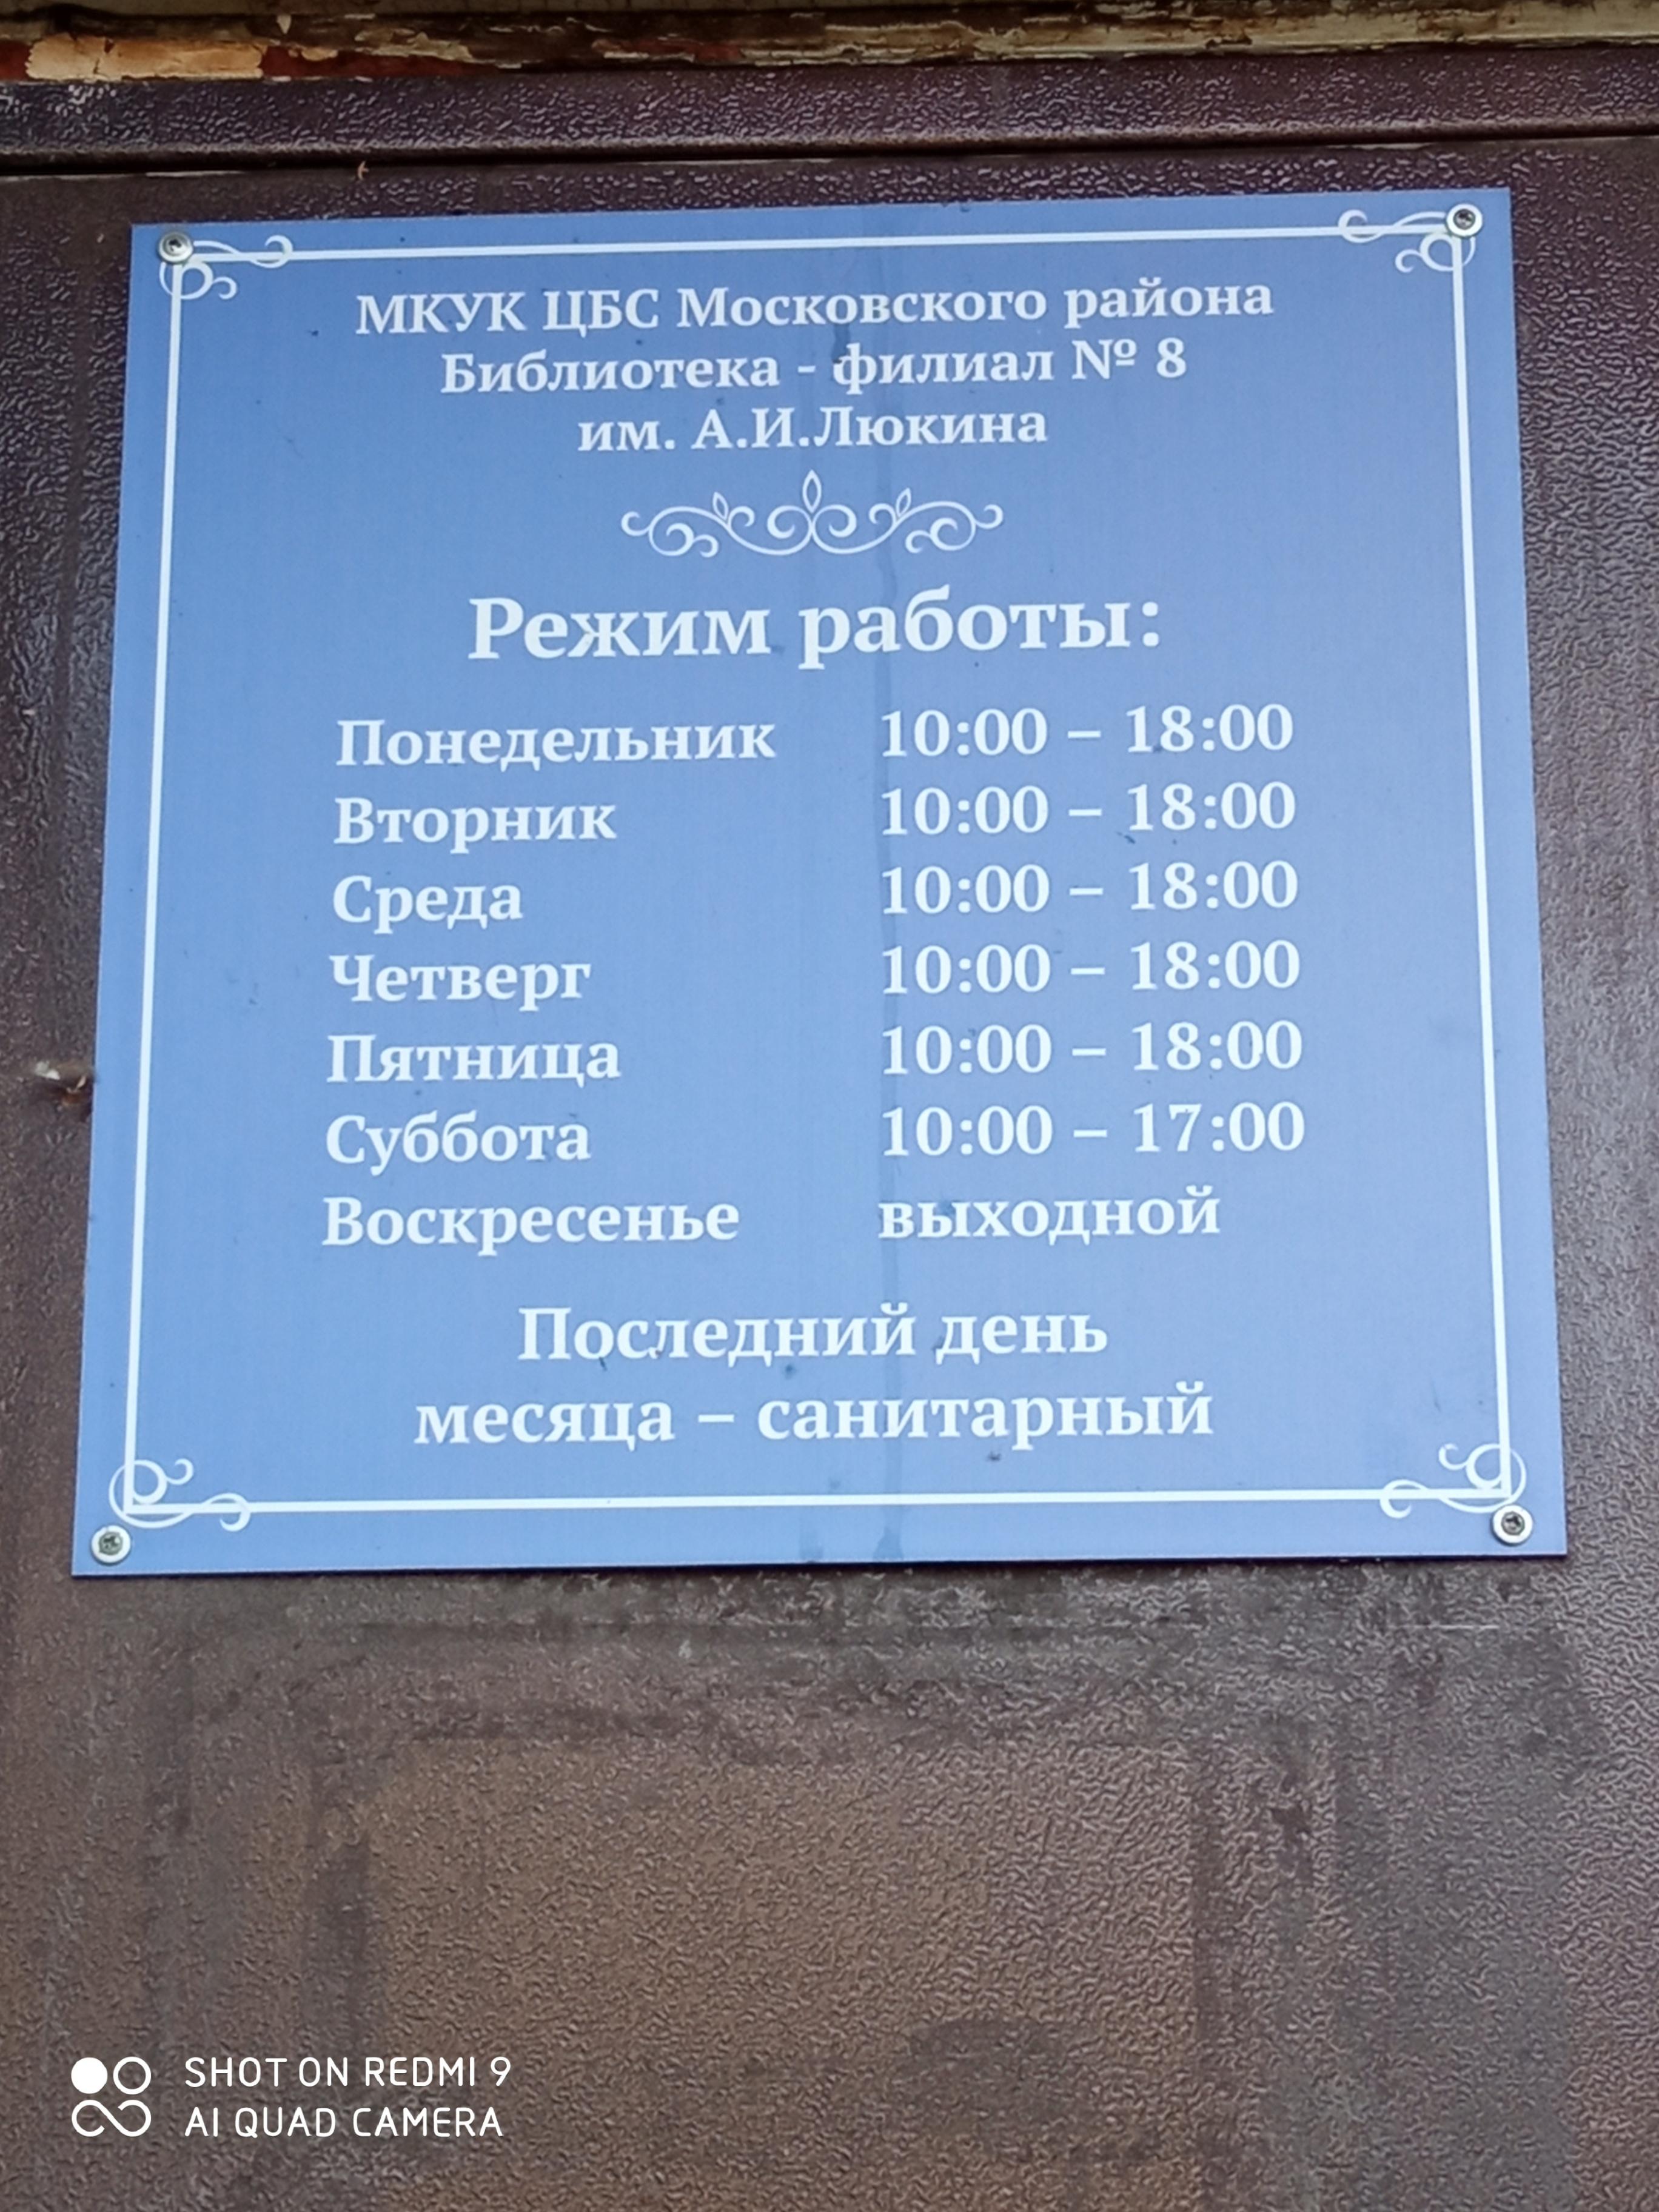 МКУК ЦБС Московского района
Библиотека - филиал № 8
им. А.И.Люкина
Режим работы:
Понедельник 10:00 – 18:00
Вторник 10:00 – 18:00
Среда 10:00 – 18:00
Четверг 10:00 – 18:00
Пятница 10:00 – 18:00
Суббота 10:00 – 17:00
Воскресенье выходной
Последний день
месяца – санитарный
SHOT ON REDMI 9
AI QUAD CAMERA